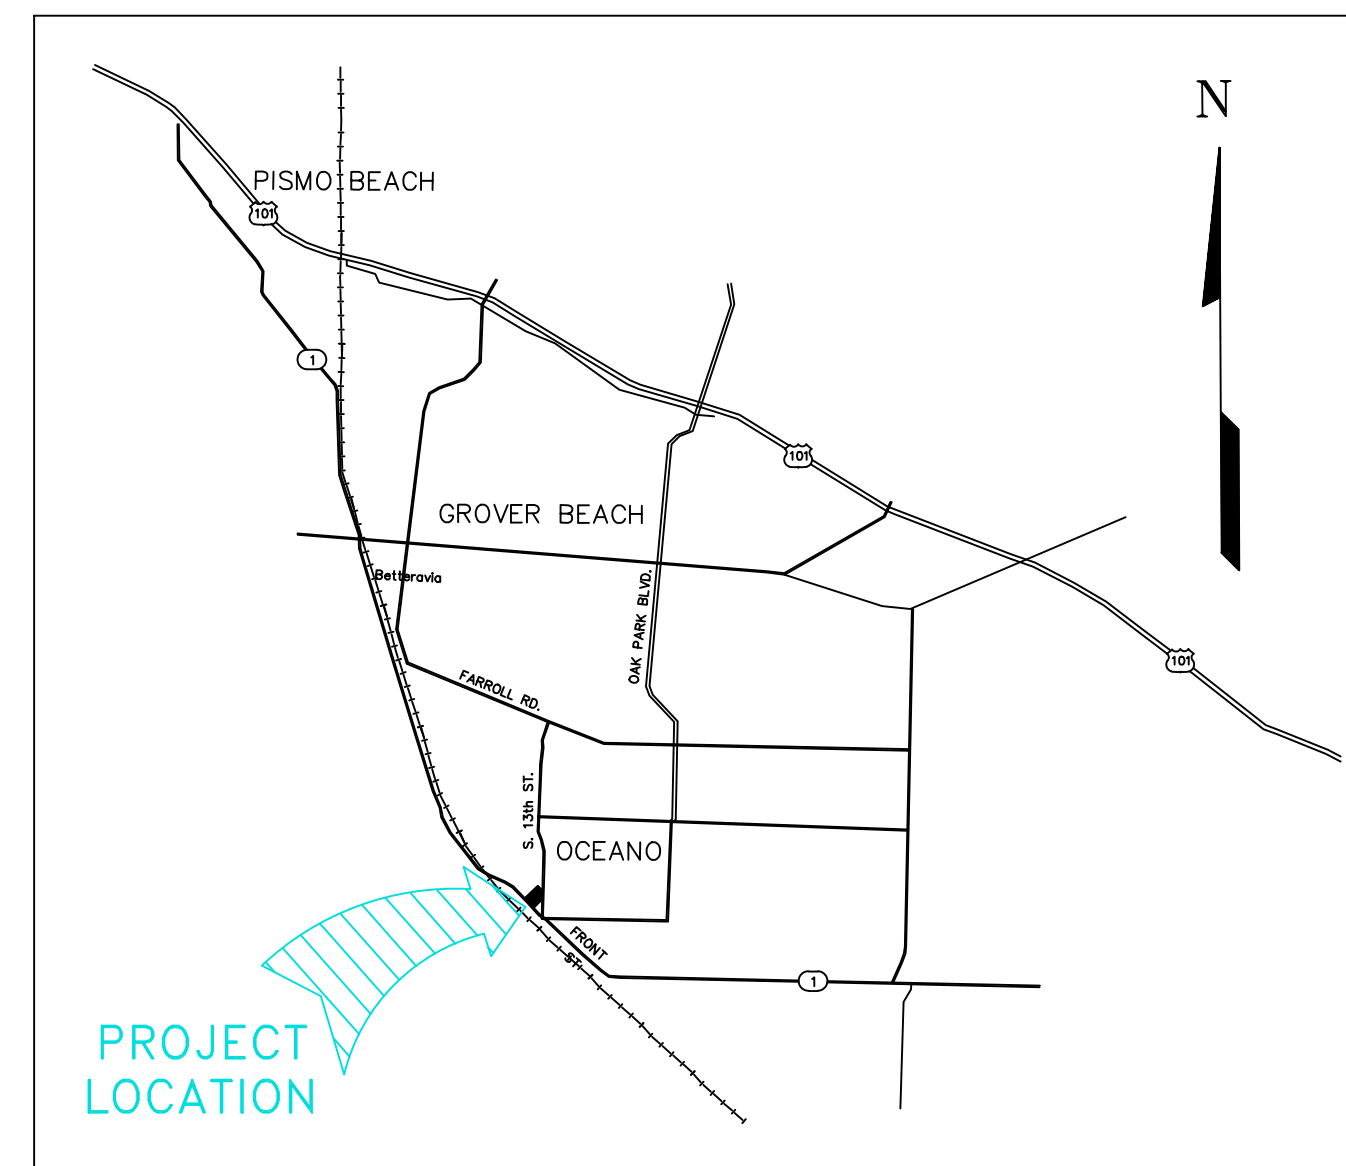 N
PISMO BEACH
101
1
101
GROVER BEACH
Betteravia
OAK PARK BLVD.
101
FARROLL RD.
S. 13th ST.
OCEANO
FRONT
ST.
1
PROJECT
LOCATION